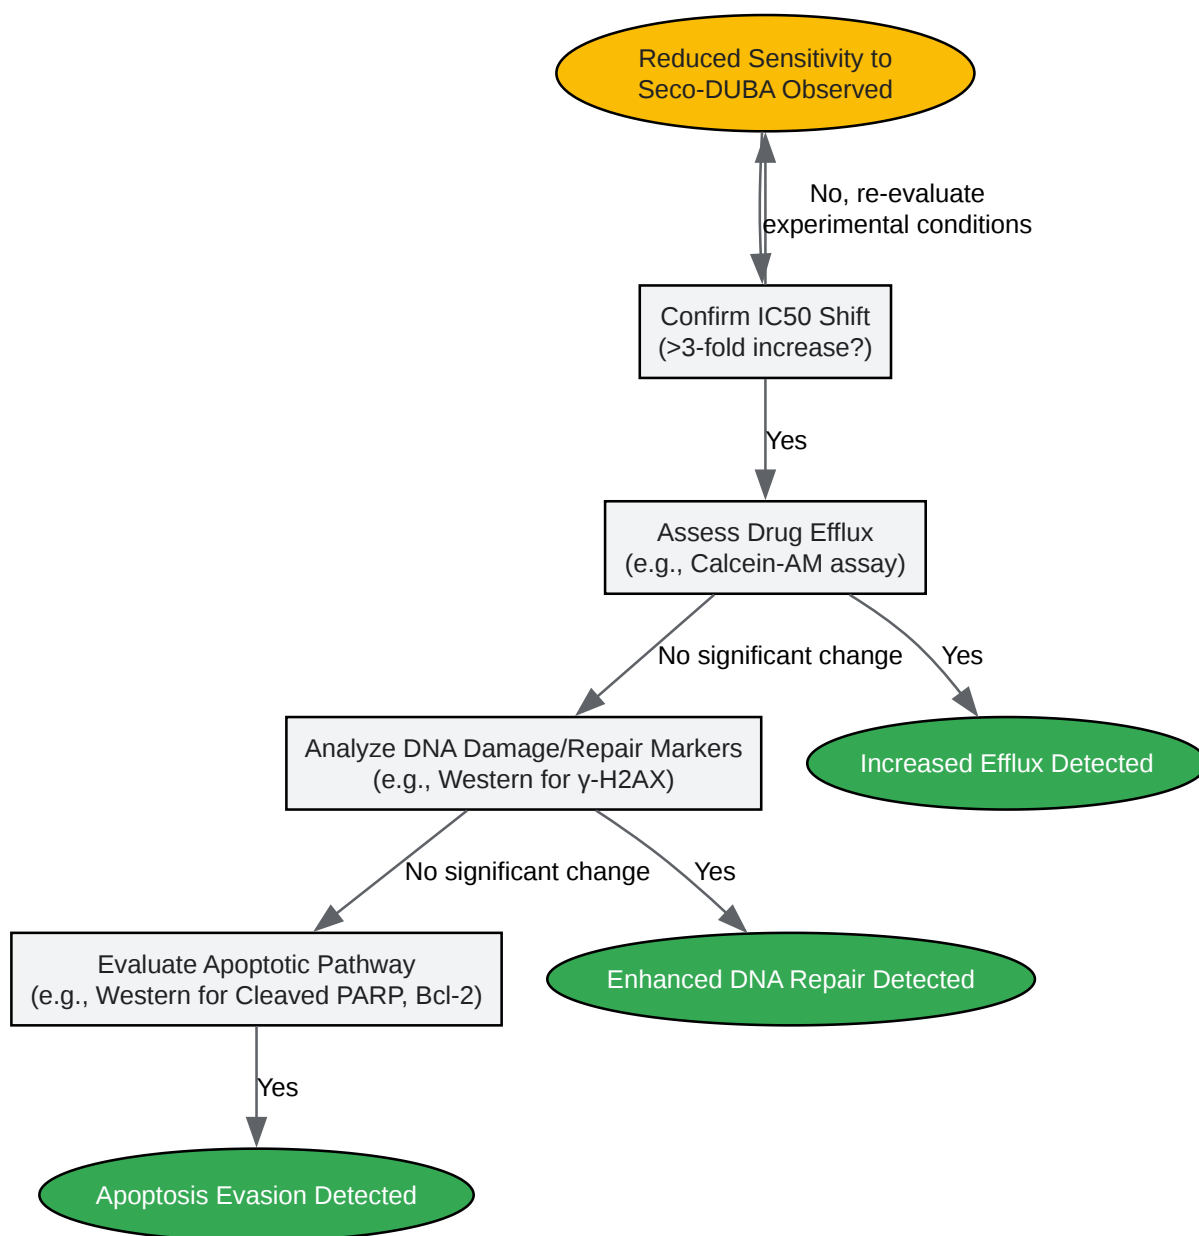 Reduced Sensitivity to
Seco-DUBA Observed
No, re-evaluate
experimental conditions
Confirm IC50 Shift
(>3-fold increase?)
Yes
Assess Drug Efflux
(e.g., Calcein-AM assay)
No significant change
Yes
Analyze DNA Damage/Repair Markers
(e.g., Western for γ-H2AX)
Increased Efflux Detected
No significant change
Yes
Evaluate Apoptotic Pathway
(e.g., Western for Cleaved PARP, Bcl-2)
Enhanced DNA Repair Detected
Yes
Apoptosis Evasion Detected